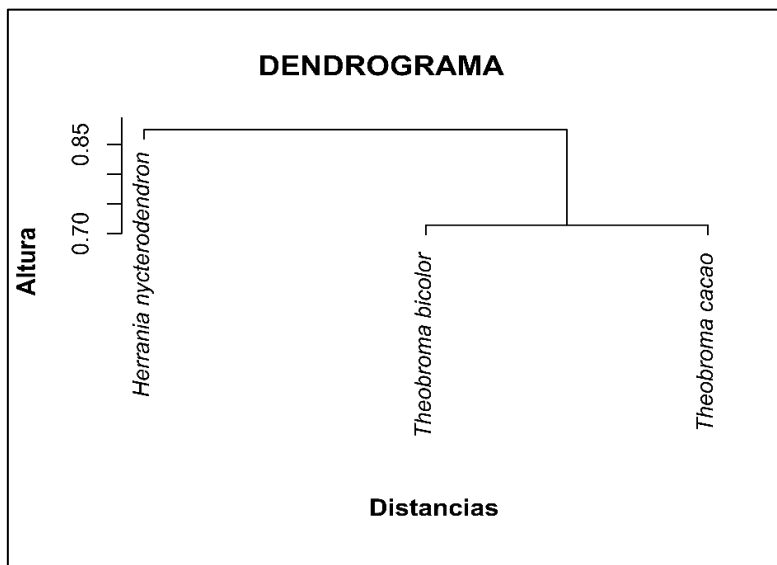 DENDROGRAMA
Altura
0.85
0.70
Herrania nycterodendron
Theobroma bicolor
Theobroma cacao
Distancias